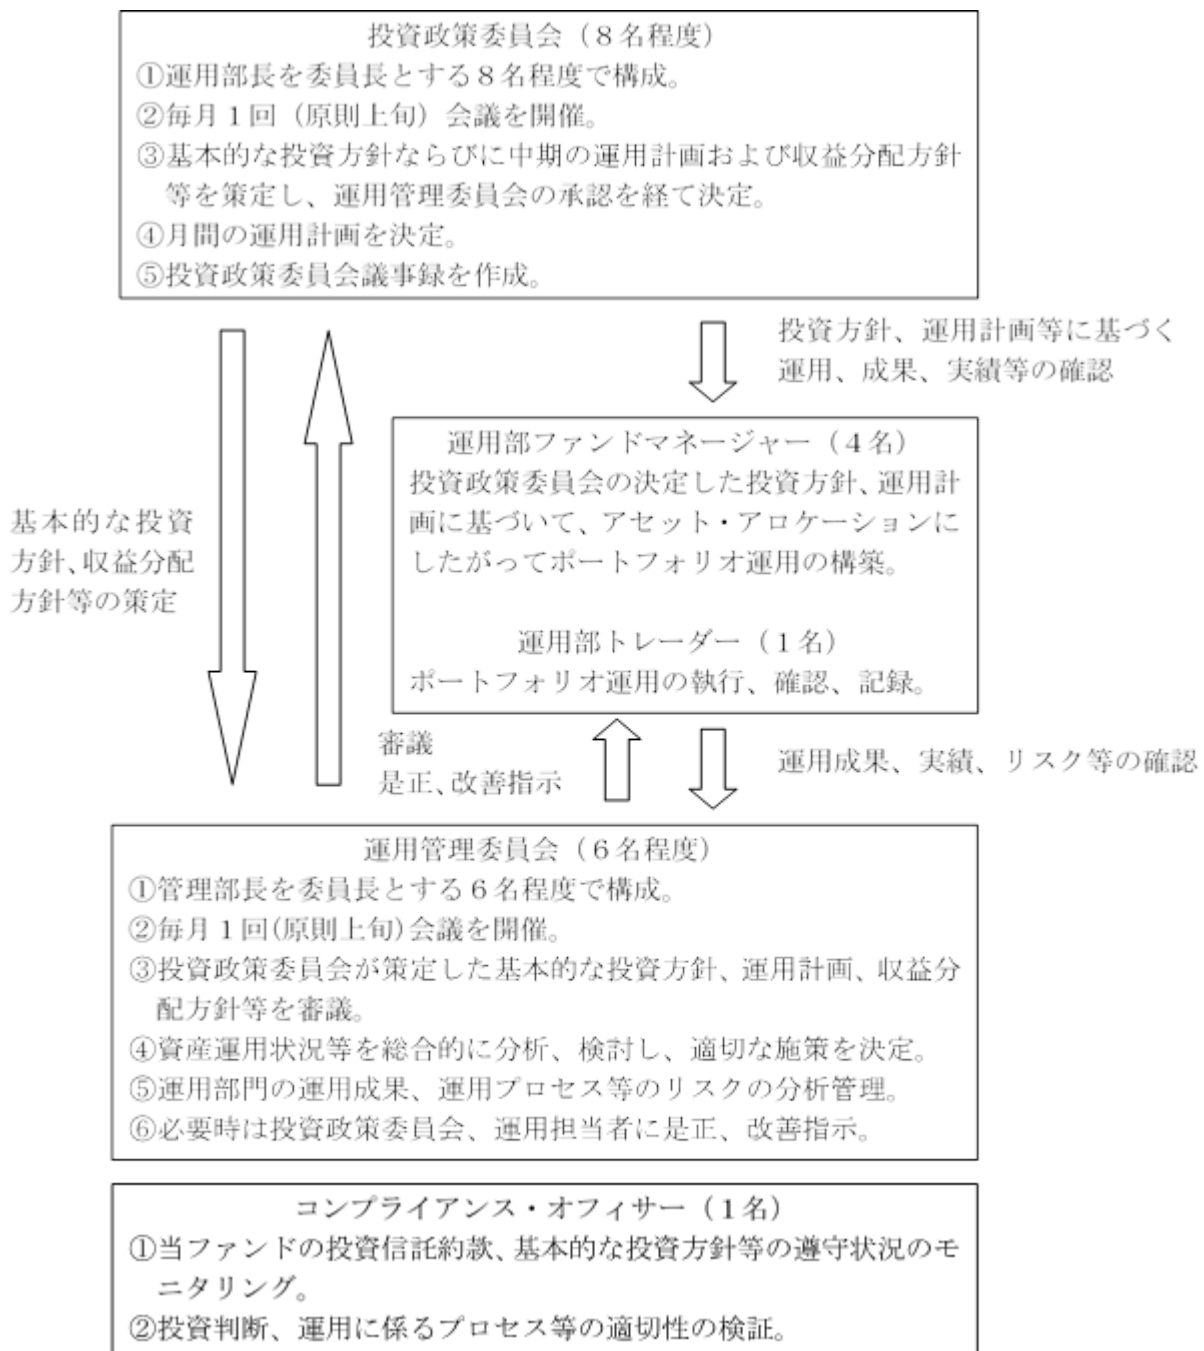 投資政策委員会（８名程度）
①運用部長を委員長とする８名程度で構成。
②毎月１回（原則上旬）会議を開催。
③基本的な投資方針ならびに中期の運用計画および収益分配方針
等を策定し、運用管理委員会の承認を経て決定。
④月間の運用計画を決定。
⑤投資政策委員会議事録を作成。
投資方針、運用計画等に基づく
運用、成果、実績等の確認
運用部ファンドマネージャー（４名）
投資政策委員会の決定した投資方針、運用計
画に基づいて、アセット・アロケーションに
したがってポートフォリオ運用の構築。
運用部トレーダー（１名）
ポートフォリオ運用の執行、確認、記録。
基本的な投資
方針、収益分配
方針等の策定
審議
是正、改善指示
運用成果、実績、リスク等の確認
運用管理委員会（６名程度）
①管理部長を委員長とする６名程度で構成。
②毎月１回(原則上旬)会議を開催。
③投資政策委員会が策定した基本的な投資方針、運用計画、収益分
配方針等を審議。
④資産運用状況等を総合的に分析、検討し、適切な施策を決定。
⑤運用部門の運用成果、運用プロセス等のリスクの分析管理。
⑥必要時は投資政策委員会、運用担当者に是正、改善指示。
コンプライアンス・オフィサー（１名）
①当ファンドの投資信託約款、基本的な投資方針等の遵守状況のモ
ニタリング。
②投資判断、運用に係るプロセス等の適切性の検証。